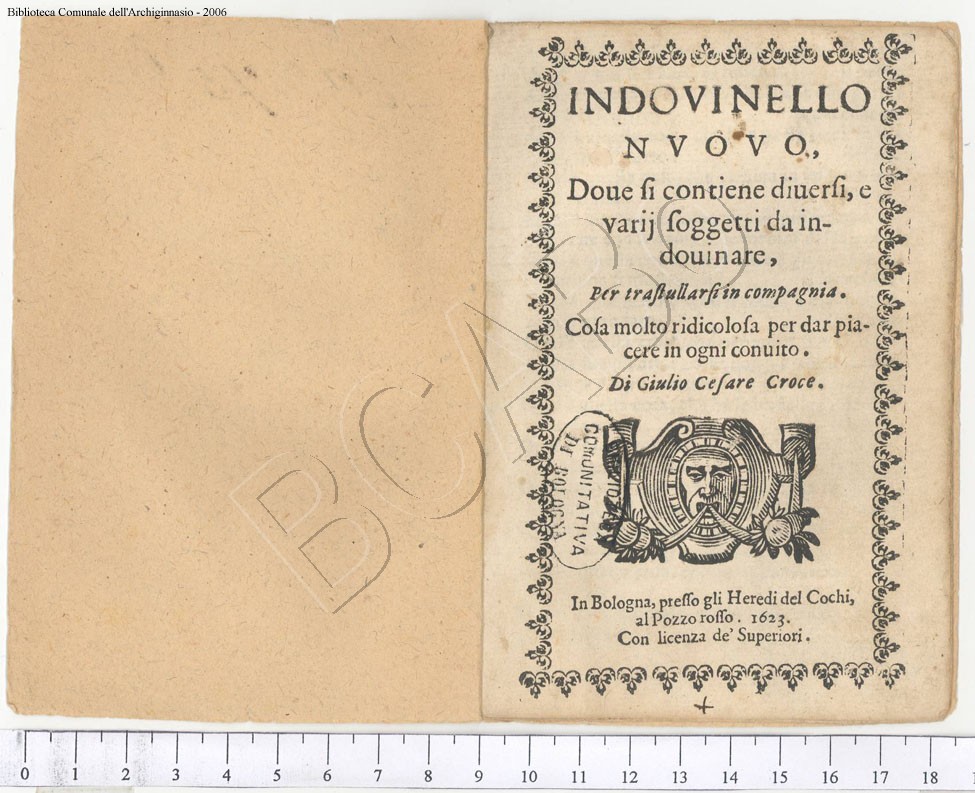 Biblioteca Comunale dell'Archiginnasio - 2006
INDOVINELLO
NVOVO,
Doue ſi contiene diuerſi, e
varij ſoggetti da in-
douinare,
Per traſtullarſi in compagnia.
Coſa molto ridicoloſa per dar pia-
cere in ogni conuito.
Di Giulio Ceſare Croce.
COMUNITATIVA
DI BOLOGNA
In Bologna, preſſo gli Heredi del Cochi,
al Pozzo roſſo. 1623.
Con licenza de' Superiori.
BCABO
0 1 2 3 4 5 6 7 8 9 10 11 12 13 14 15 16 17 18